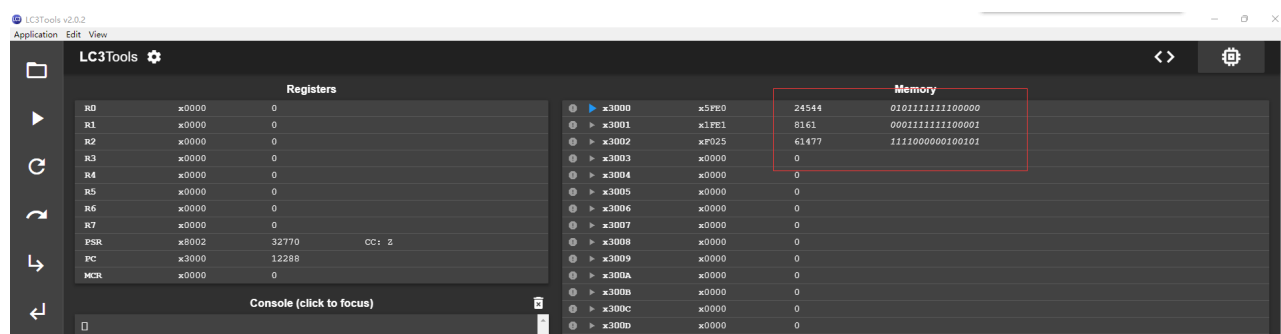 LC3Tools v2.0.2
Application Edit View
LC3Tools
Registers
R0 x0000 0
R1 x0000 0
R2 x0000 0
R3 x0000 0
R4 x0000 0
R5 x0000 0
R6 x0000 0
R7 x0000 0
PSR x8002 32770 CC: Z
PC x3000 12288
MCR x0000 0
Console (click to focus)
Memory
x3000 x5FE0 24544 0101111111100000
x3001 x1FE1 8161 0001111111100001
x3002 xF025 61477 1111000000100101
x3003 x0000 0
x3004 x0000 0
x3005 x0000 0
x3006 x0000 0
x3007 x0000 0
x3008 x0000 0
x3009 x0000 0
x300A x0000 0
x300B x0000 0
x300C x0000 0
x300D x0000 0